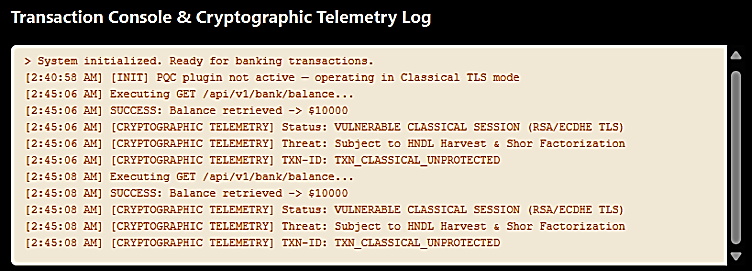 Transaction Console & Cryptographic Telemetry Log
> System initialized. Ready for banking transactions.
[2:40:58 AM] [INIT] PQC plugin not active — operating in Classical TLS mode
[2:45:06 AM] Executing GET /api/v1/bank/balance...
[2:45:06 AM] SUCCESS: Balance retrieved -> $10000
[2:45:06 AM] [CRYPTOGRAPHIC TELEMETRY] Status: VULNERABLE CLASSICAL SESSION (RSA/ECDHE TLS)
[2:45:06 AM] [CRYPTOGRAPHIC TELEMETRY] Threat: Subject to HNDL Harvest & Shor Factorization
[2:45:06 AM] [CRYPTOGRAPHIC TELEMETRY] TXN-ID: TXN_CLASSICAL_UNPROTECTED
[2:45:08 AM] Executing GET /api/v1/bank/balance...
[2:45:08 AM] SUCCESS: Balance retrieved -> $10000
[2:45:08 AM] [CRYPTOGRAPHIC TELEMETRY] Status: VULNERABLE CLASSICAL SESSION (RSA/ECDHE TLS)
[2:45:08 AM] [CRYPTOGRAPHIC TELEMETRY] Threat: Subject to HNDL Harvest & Shor Factorization
[2:45:08 AM] [CRYPTOGRAPHIC TELEMETRY] TXN-ID: TXN_CLASSICAL_UNPROTECTED